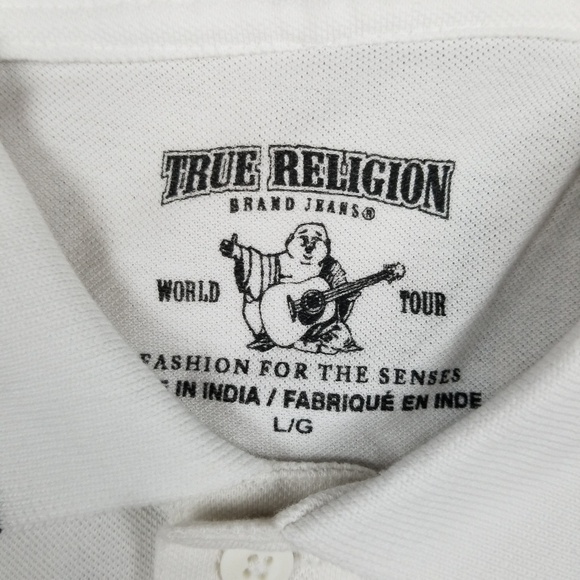 TRUE RELIGION
BRAND JEANS®
WORLD TOUR
FASHION FOR THE SENSES
IN INDIA / FABRIQUÉ EN INDE
L/G